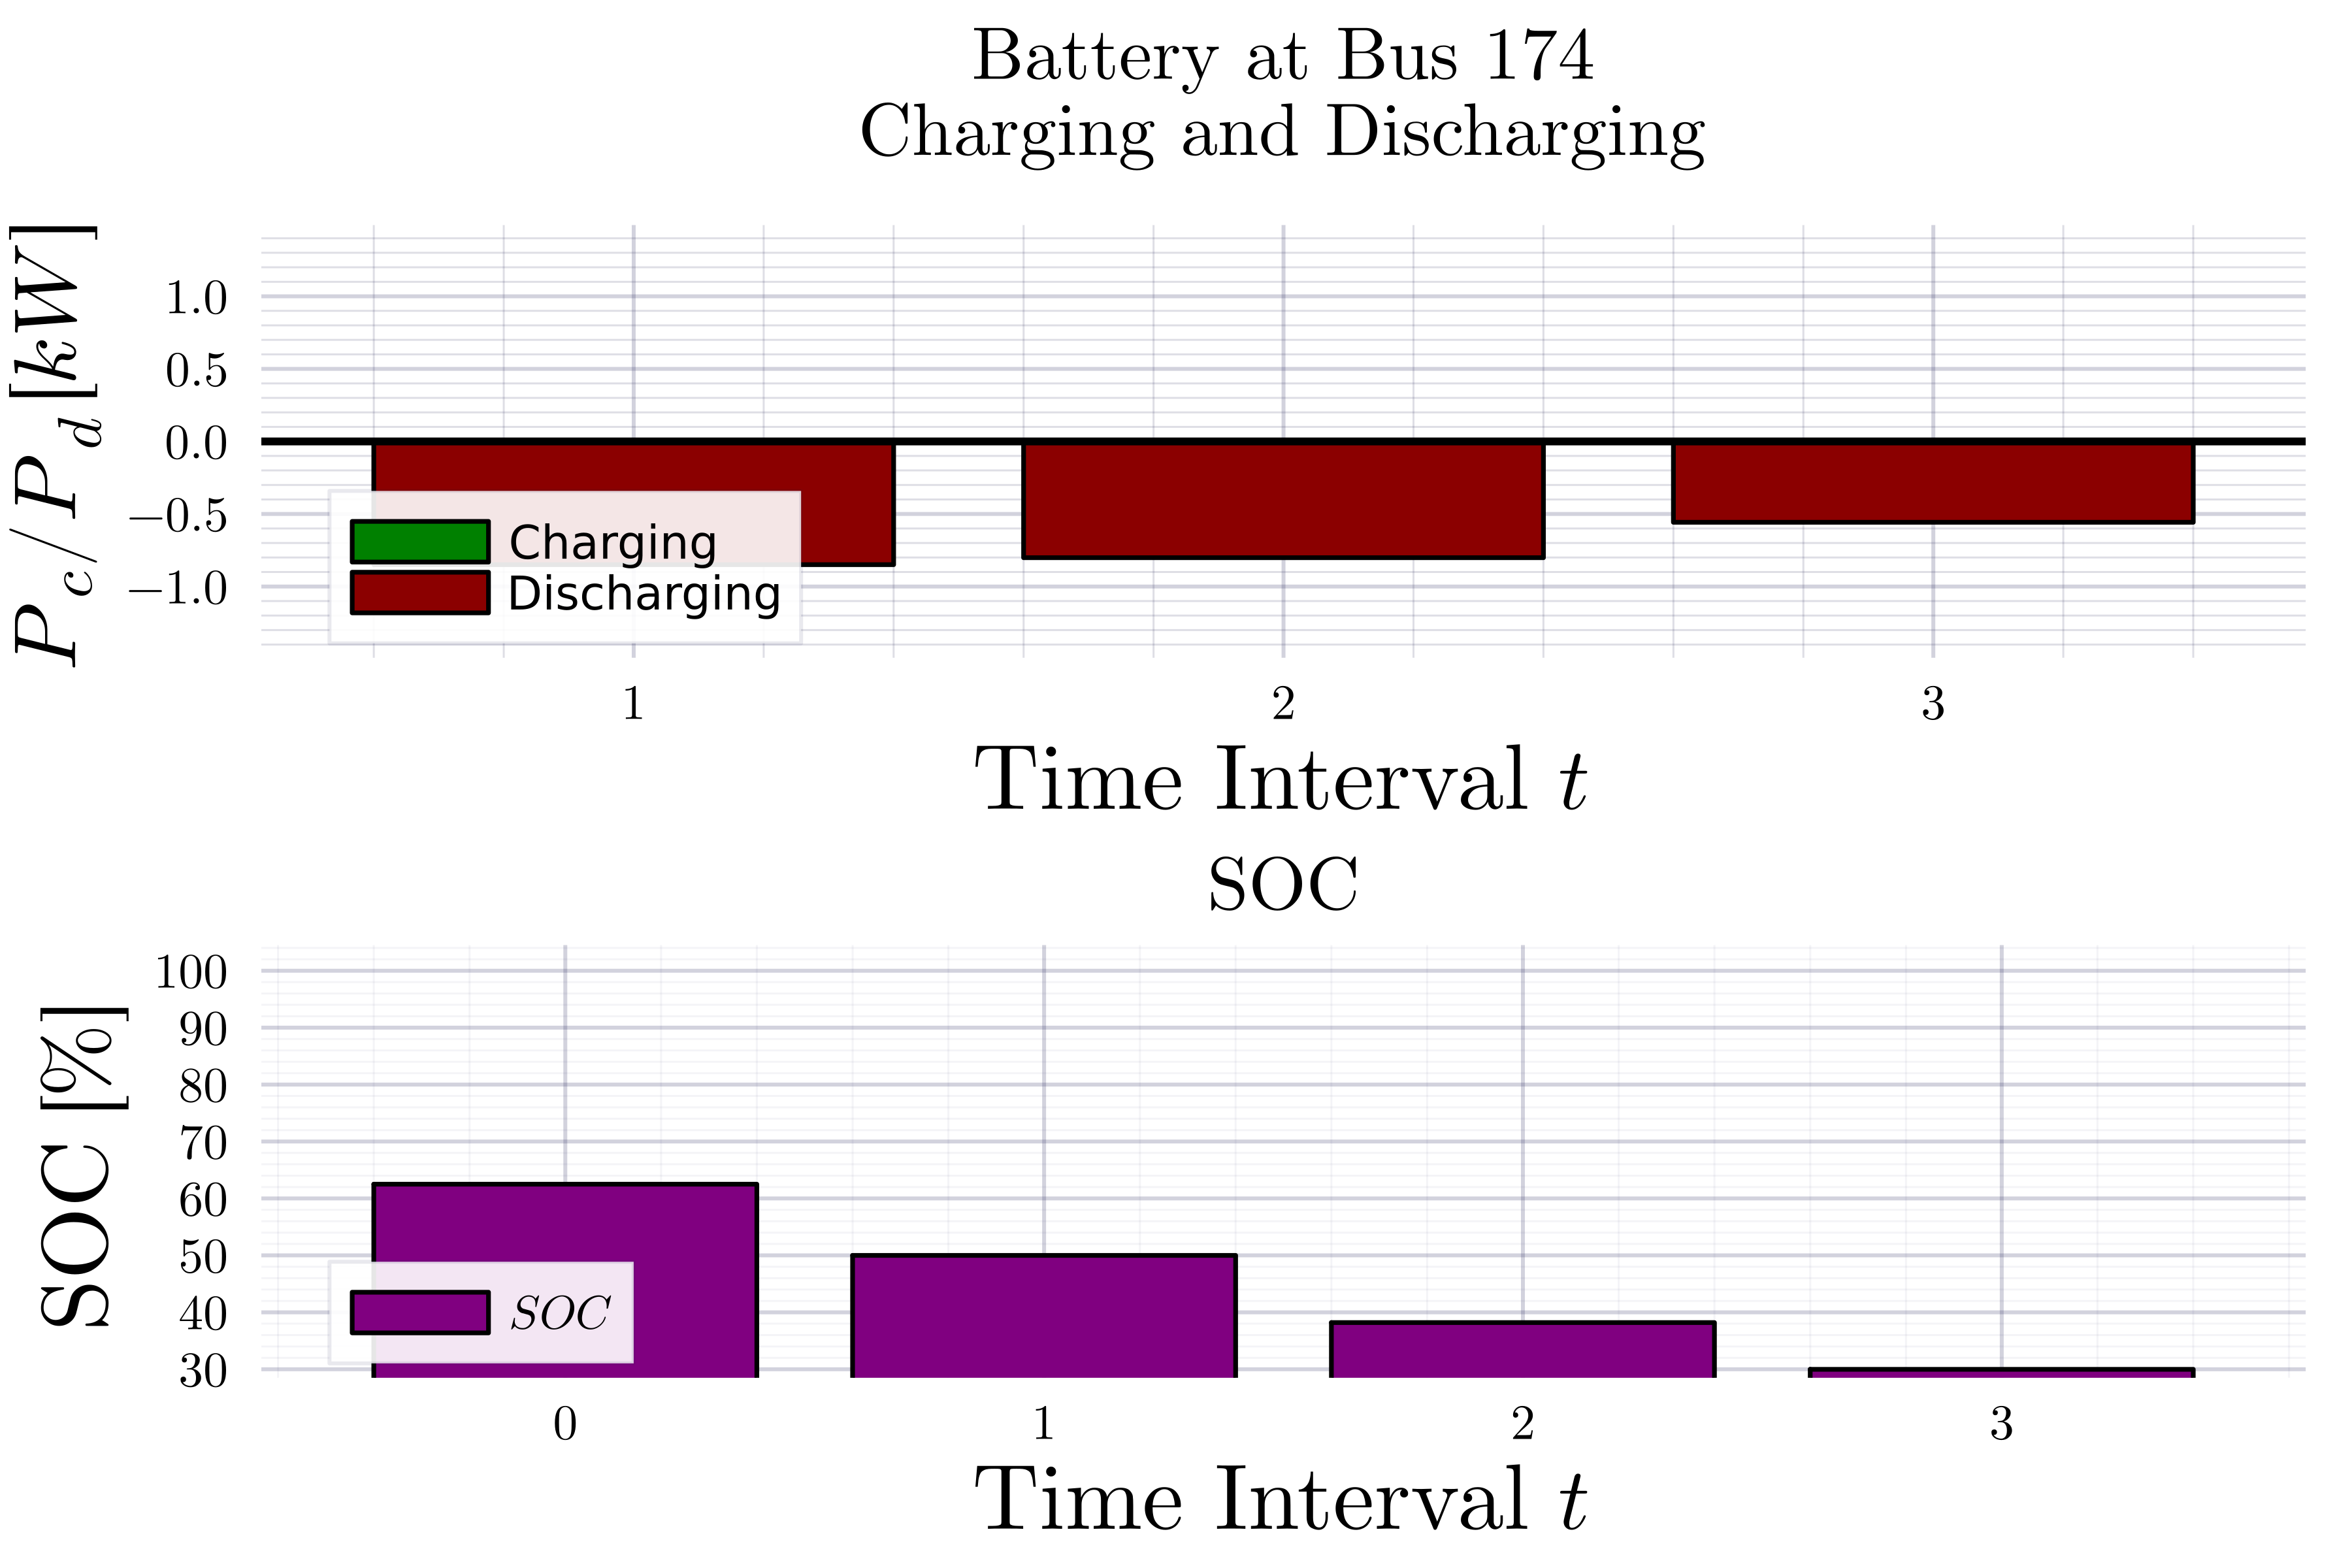 Battery at Bus 174
Charging and Discharging
P_c / P_d [kW]
1.0
0.5
0.0
−0.5
−1.0
Charging
Discharging
1 2 3
Time Interval t
SOC
SOC [%]
100
90
80
70
60
50
40
30
SOC
0 1 2 3
Time Interval t